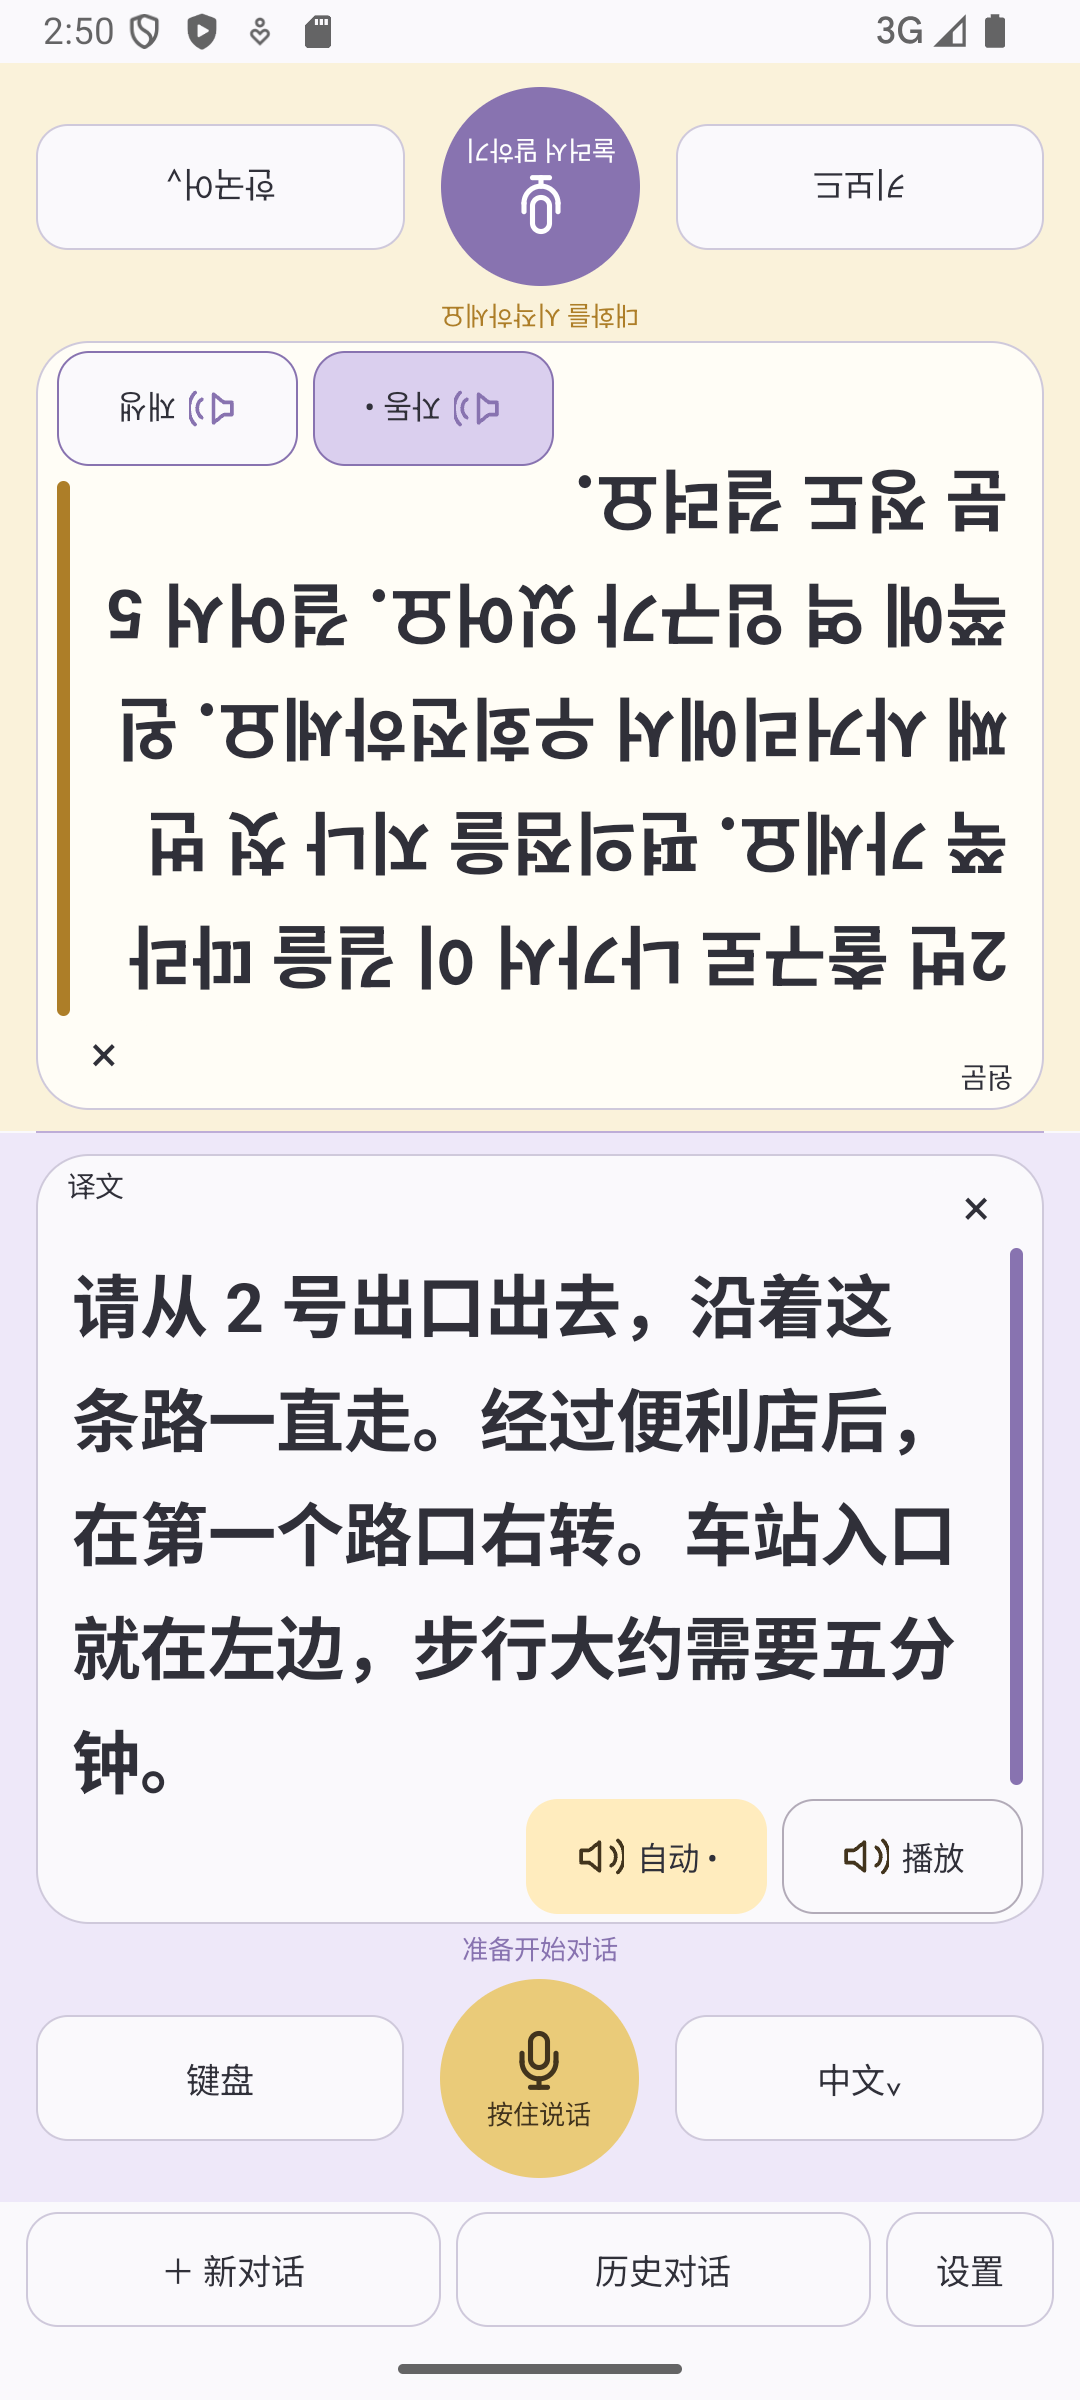 2:50
3G
한국어^
눌러서 말하기
키보드
대화를 시작하세요
재생
자동 •
원문
2번 출구로 나가서 이 길을 따라
쭉 가세요. 편의점을 지나 첫 번
째 사거리에서 우회전하세요. 왼
쪽에 역 입구가 있어요. 걸어서 5
분 정도 걸려요.
×
译文
×
请从 2 号出口出去，沿着这
条路一直走。经过便利店后，
在第一个路口右转。车站入口
就在左边，步行大约需要五分
钟。
自动 •
播放
准备开始对话
键盘
按住说话
中文˅
＋ 新对话
历史对话
设置